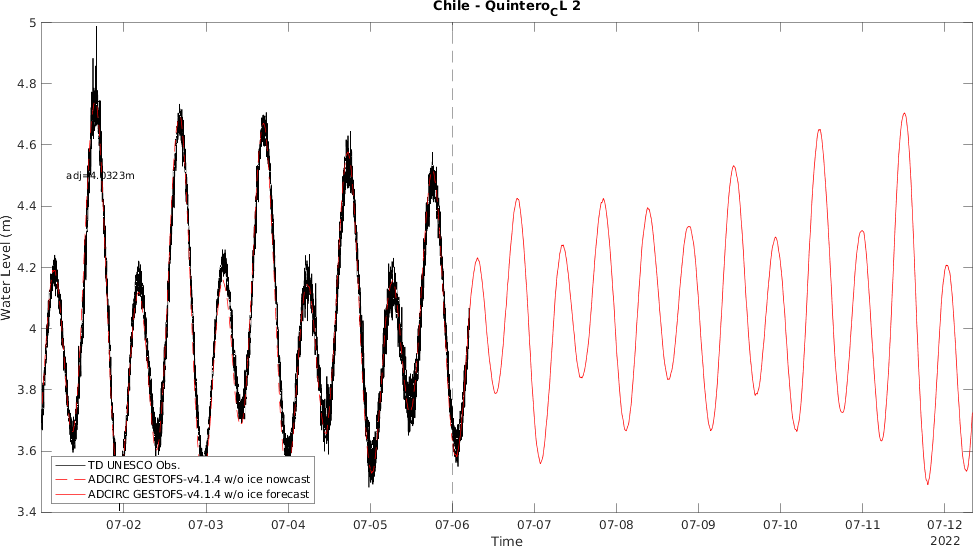 Chile - Quintero_CL 2
5
4.8
4.6
4.4
4.2
4
3.8
3.6
3.4
Water Level (m)
adj=4.0323m
TD UNESCO Obs.
ADCIRC GESTOFS-v4.1.4 w/o ice nowcast
ADCIRC GESTOFS-v4.1.4 w/o ice forecast
07-02 07-03 07-04 07-05 07-06 07-07 07-08 07-09 07-10 07-11 07-12
Time
2022